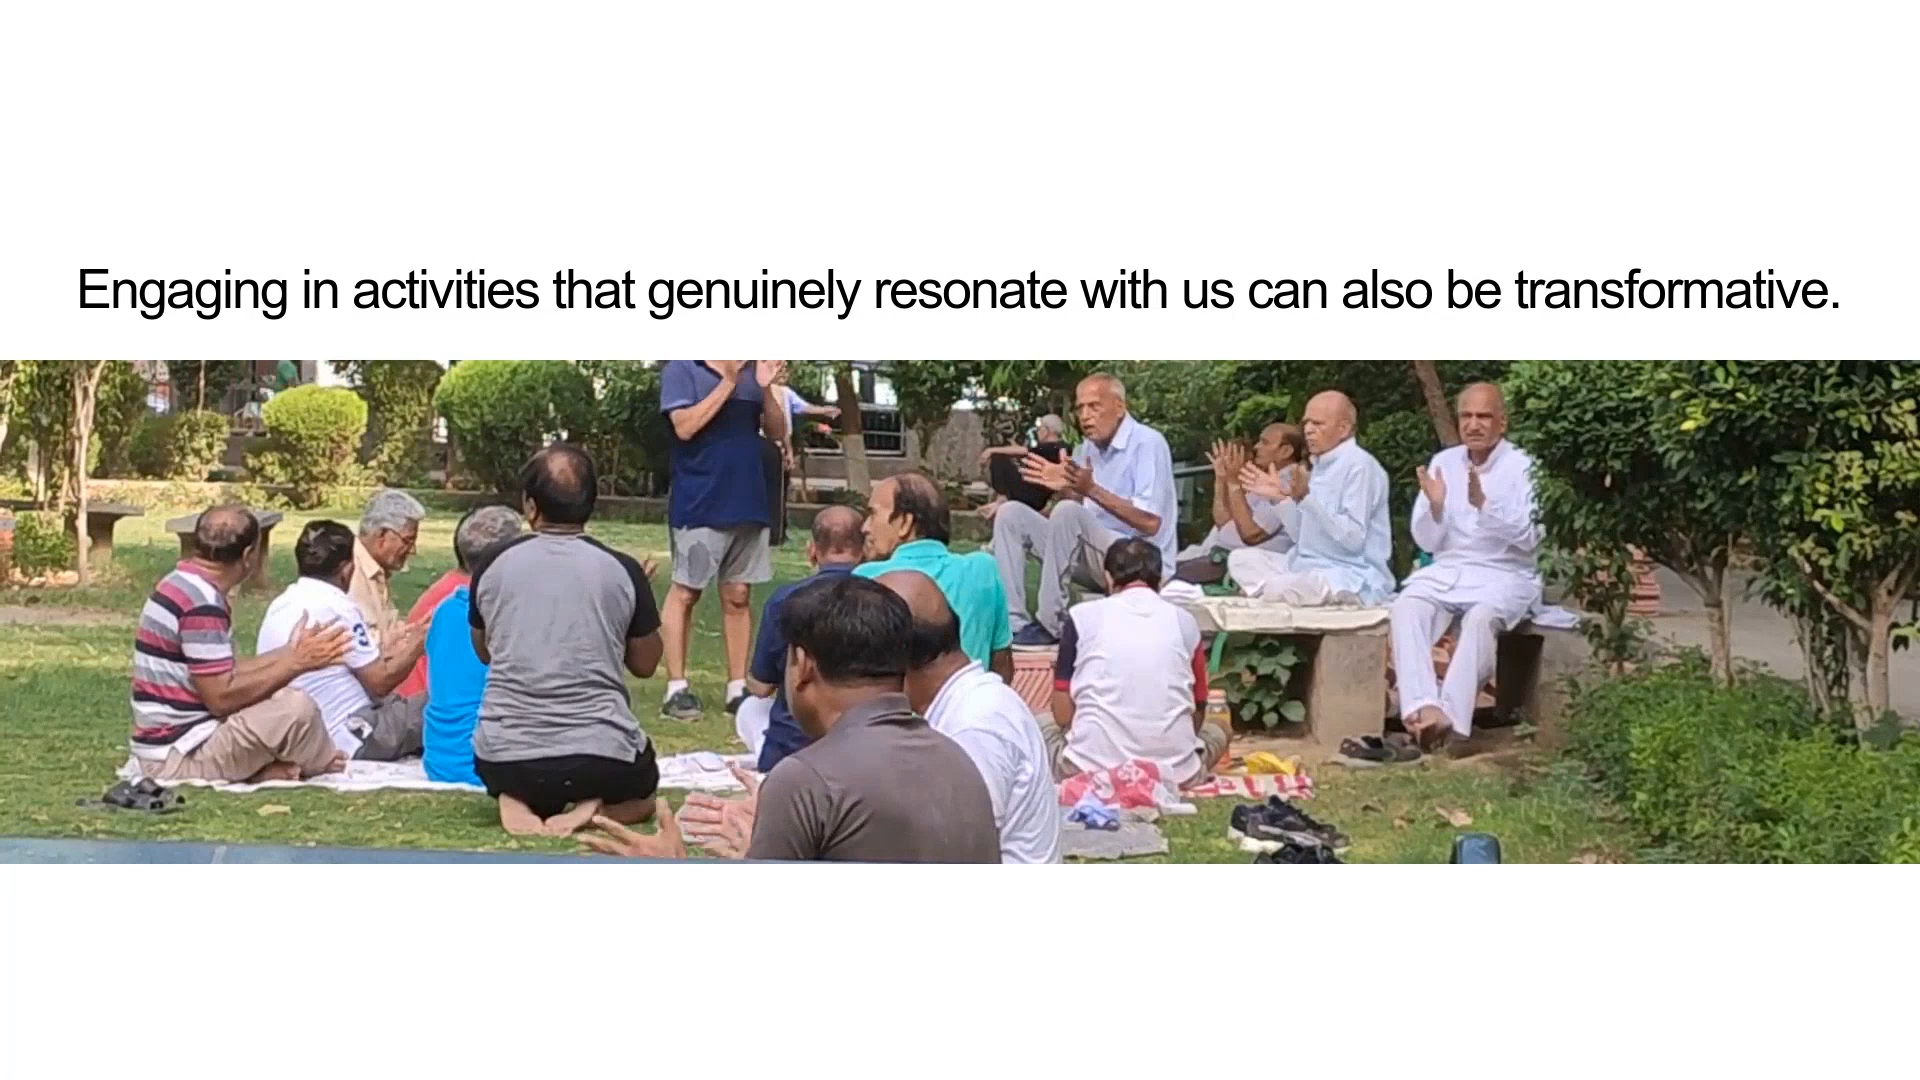 Engaging in activities that genuinely resonate with us can also be transformative.